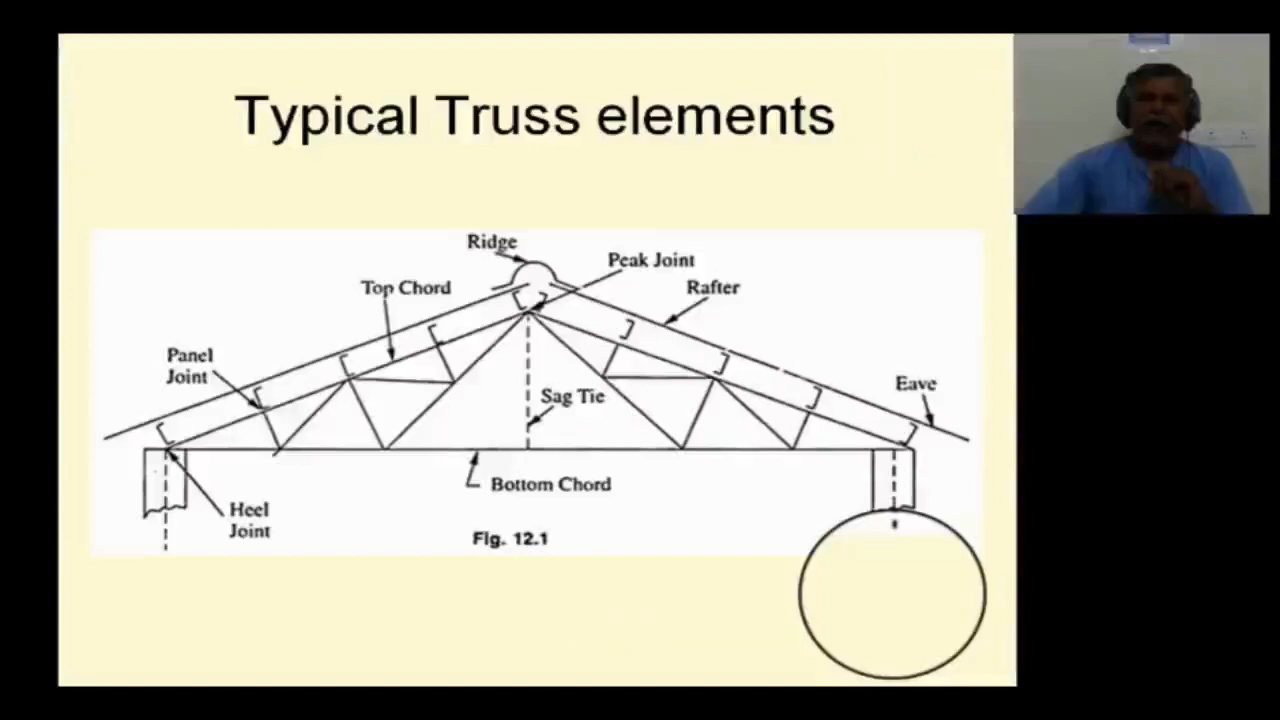 Typical Truss elements
Ridge
Peak Joint
Top Chord
Rafter
Panel
Joint
Eave
Sag Tie
Bottom Chord
Heel
Joint
Fig. 12.1